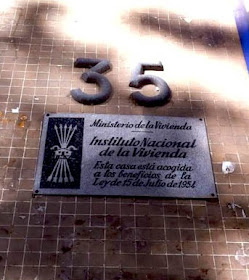 35
Ministerio de la Vivienda
Instituto Nacional
de la Vivienda
Esta casa está acogida
a los beneficios de la
Ley de 15 de Julio de 1954